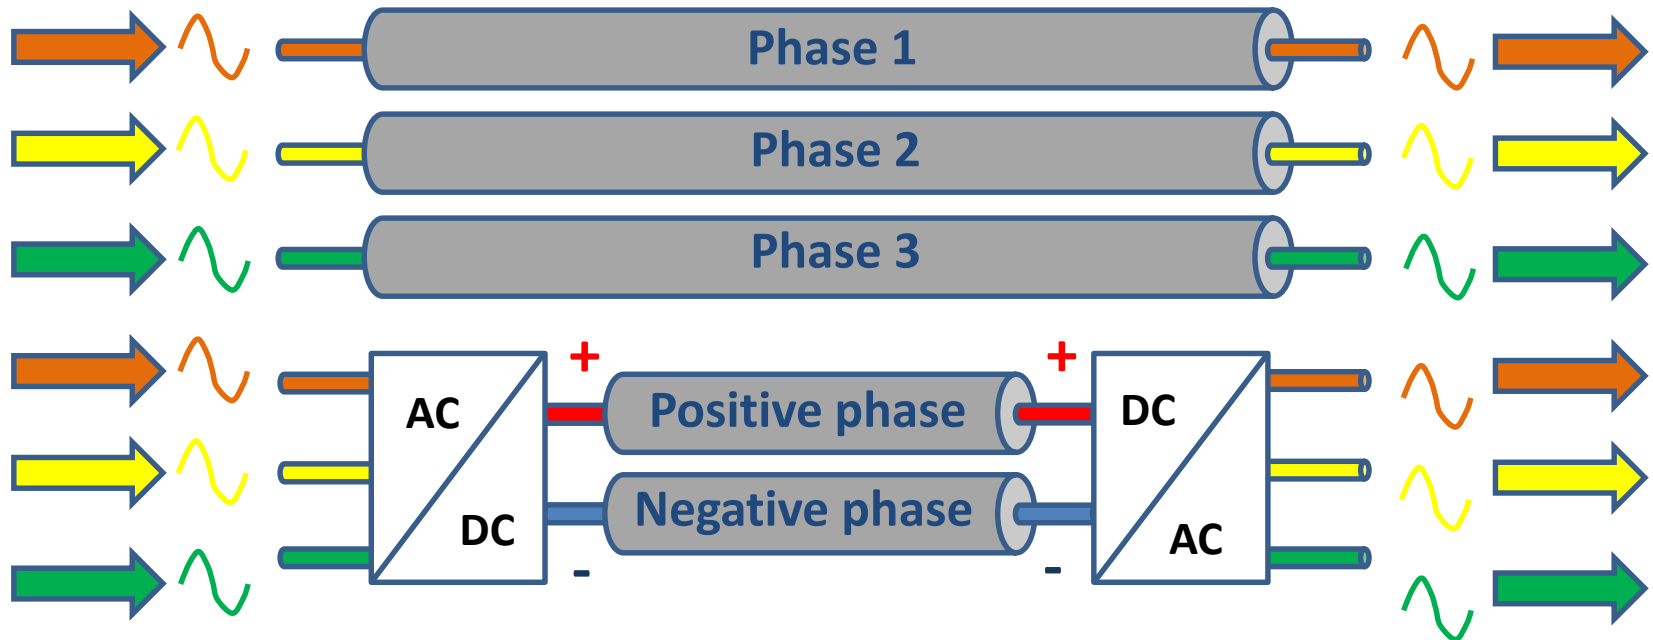 Phase 1
Phase 2
Phase 3
+ +
AC Positive phase DC
DC Negative phase AC
- -